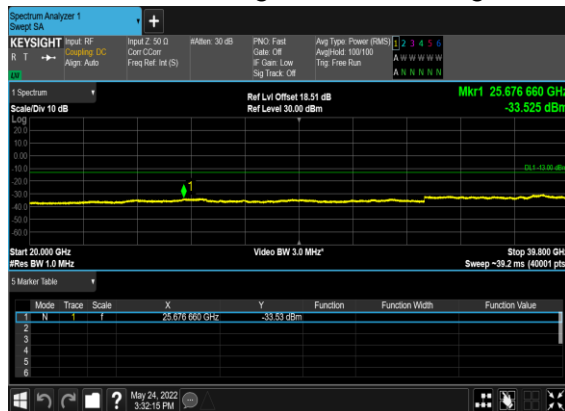 Spectrum Analyzer 1
Swept SA
+
KEYSIGHT Input: RF Input Z: 50 Ω #Atten: 30 dB PNO: Fast Avg Type: Power (RMS) 1 2 3 4 5 6
R T Coupling: DC Corr CCorr Gate: Off Avg|Hold: 100/100 A W W W W W
Align: Auto Freq Ref: Int (S) IF Gain: Low Trig: Free Run
Sig Track: Off A N N N N N
1 Spectrum
Ref Lvl Offset 18.51 dB Mkr1 25.676 660 GHz
Scale/Div 10 dB Ref Level 30.00 dBm -33.525 dBm
Log
20.0
10.0
0.00
-10.0 DL1 -13.00 dBm
-20.0
1
-30.0
-40.0
-50.0
-60.0
Start 20.000 GHz Video BW 3.0 MHz* Stop 39.800 GHz
#Res BW 1.0 MHz Sweep ~39.2 ms (40001 pts)
5 Marker Table
Mode Trace Scale X Y Function Function Width Function Value
1 N 1 f 25.676 660 GHz -33.53 dBm
2
3
4
5
6
? May 24, 2022
3:32:15 PM